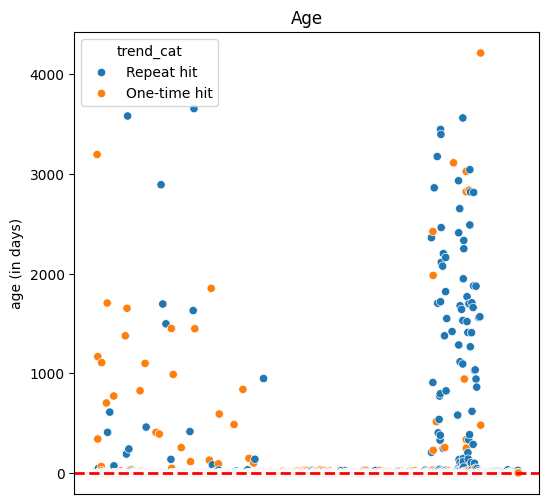 Age
trend_cat
Repeat hit
One-time hit
4000
3000
2000
1000
0
age (in days)